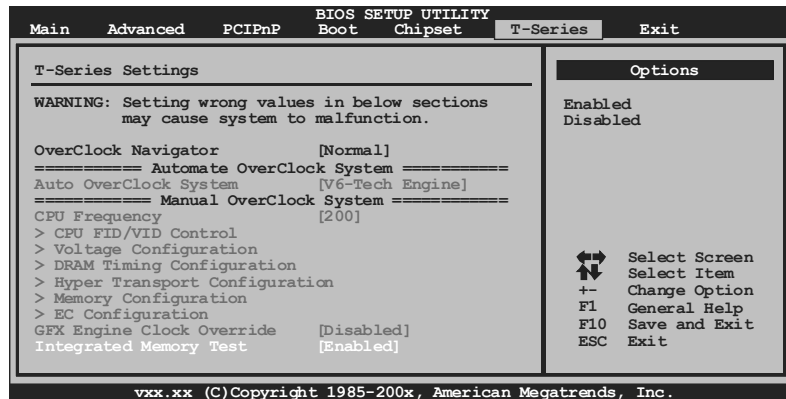 BIOS SETUP UTILITY
Main Advanced PCIPnP Boot Chipset T-Series Exit
T-Series Settings
WARNING: Setting wrong values in below sections
may cause system to malfunction.
OverClock Navigator [Normal]
=========== Automate OverClock System ===========
Auto OverClock System [V6-Tech Engine]
============ Manual OverClock System ============
CPU Frequency [200]
> CPU FID/VID Control
> Voltage Configuration
> DRAM Timing Configuration
> Hyper Transport Configuration
> Memory Configuration
> EC Configuration
GFX Engine Clock Override [Disabled]
Integrated Memory Test [Enabled]
Options
Enabled
Disabled
Select Screen
Select Item
+- Change Option
F1 General Help
F10 Save and Exit
ESC Exit
vxx.xx (C)Copyright 1985-200x, American Megatrends, Inc.